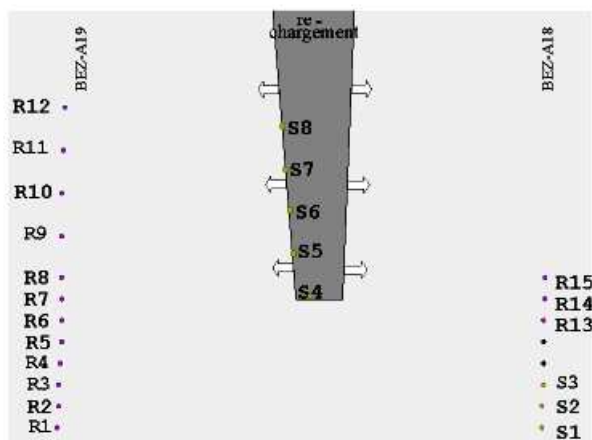 re -
chargement
BEZ-A19
BEZ-A18
R12
R11
R10
R9
R8
R7
R6
R5
R4
R3
R2
R1
S8
S7
S6
S5
S4
R15
R14
R13
S3
S2
S1